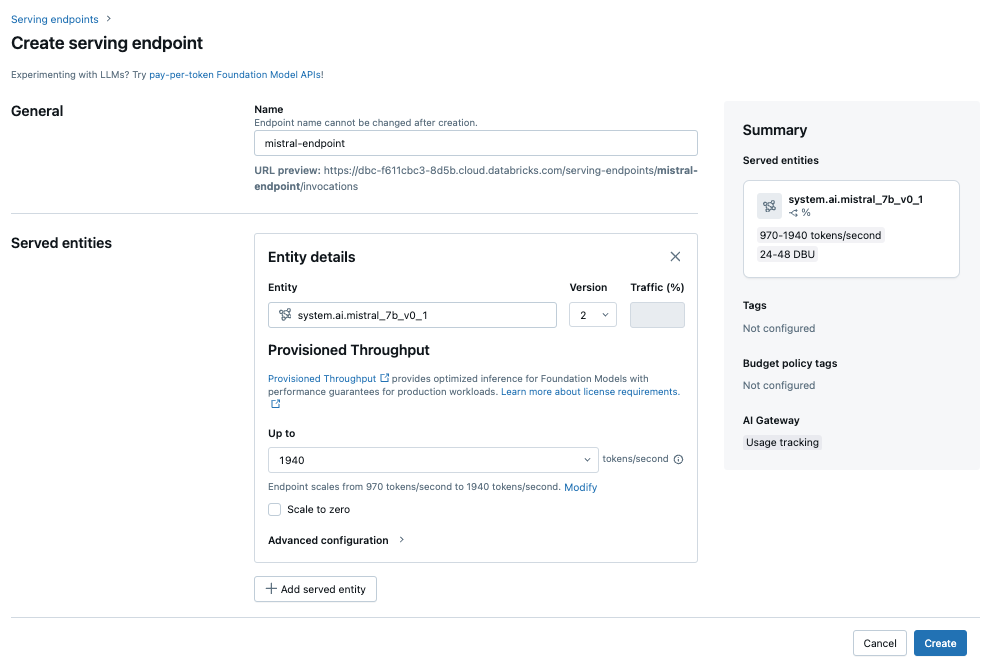 Serving endpoints
Create serving endpoint
Experimenting with LLMs? Try pay-per-token Foundation Model APIs!
General
Name
Endpoint name cannot be changed after creation.
mistral-endpoint
URL preview: https://dbc-f611cbc3-8d5b.cloud.databricks.com/serving-endpoints/mistral-
endpoint/invocations
Served entities
Entity details
Entity
Version
Traffic (%)
system.ai.mistral_7b_v0_1
2
Provisioned Throughput
Provisioned Throughput provides optimized inference for Foundation Models with
performance guarantees for production workloads. Learn more about license requirements.
Up to
1940
tokens/second
Endpoint scales from 970 tokens/second to 1940 tokens/second. Modify
Scale to zero
Advanced configuration
Add served entity
Summary
Served entities
system.ai.mistral_7b_v0_1
%
970-1940 tokens/second
24-48 DBU
Tags
Not configured
Budget policy tags
Not configured
AI Gateway
Usage tracking
Cancel
Create